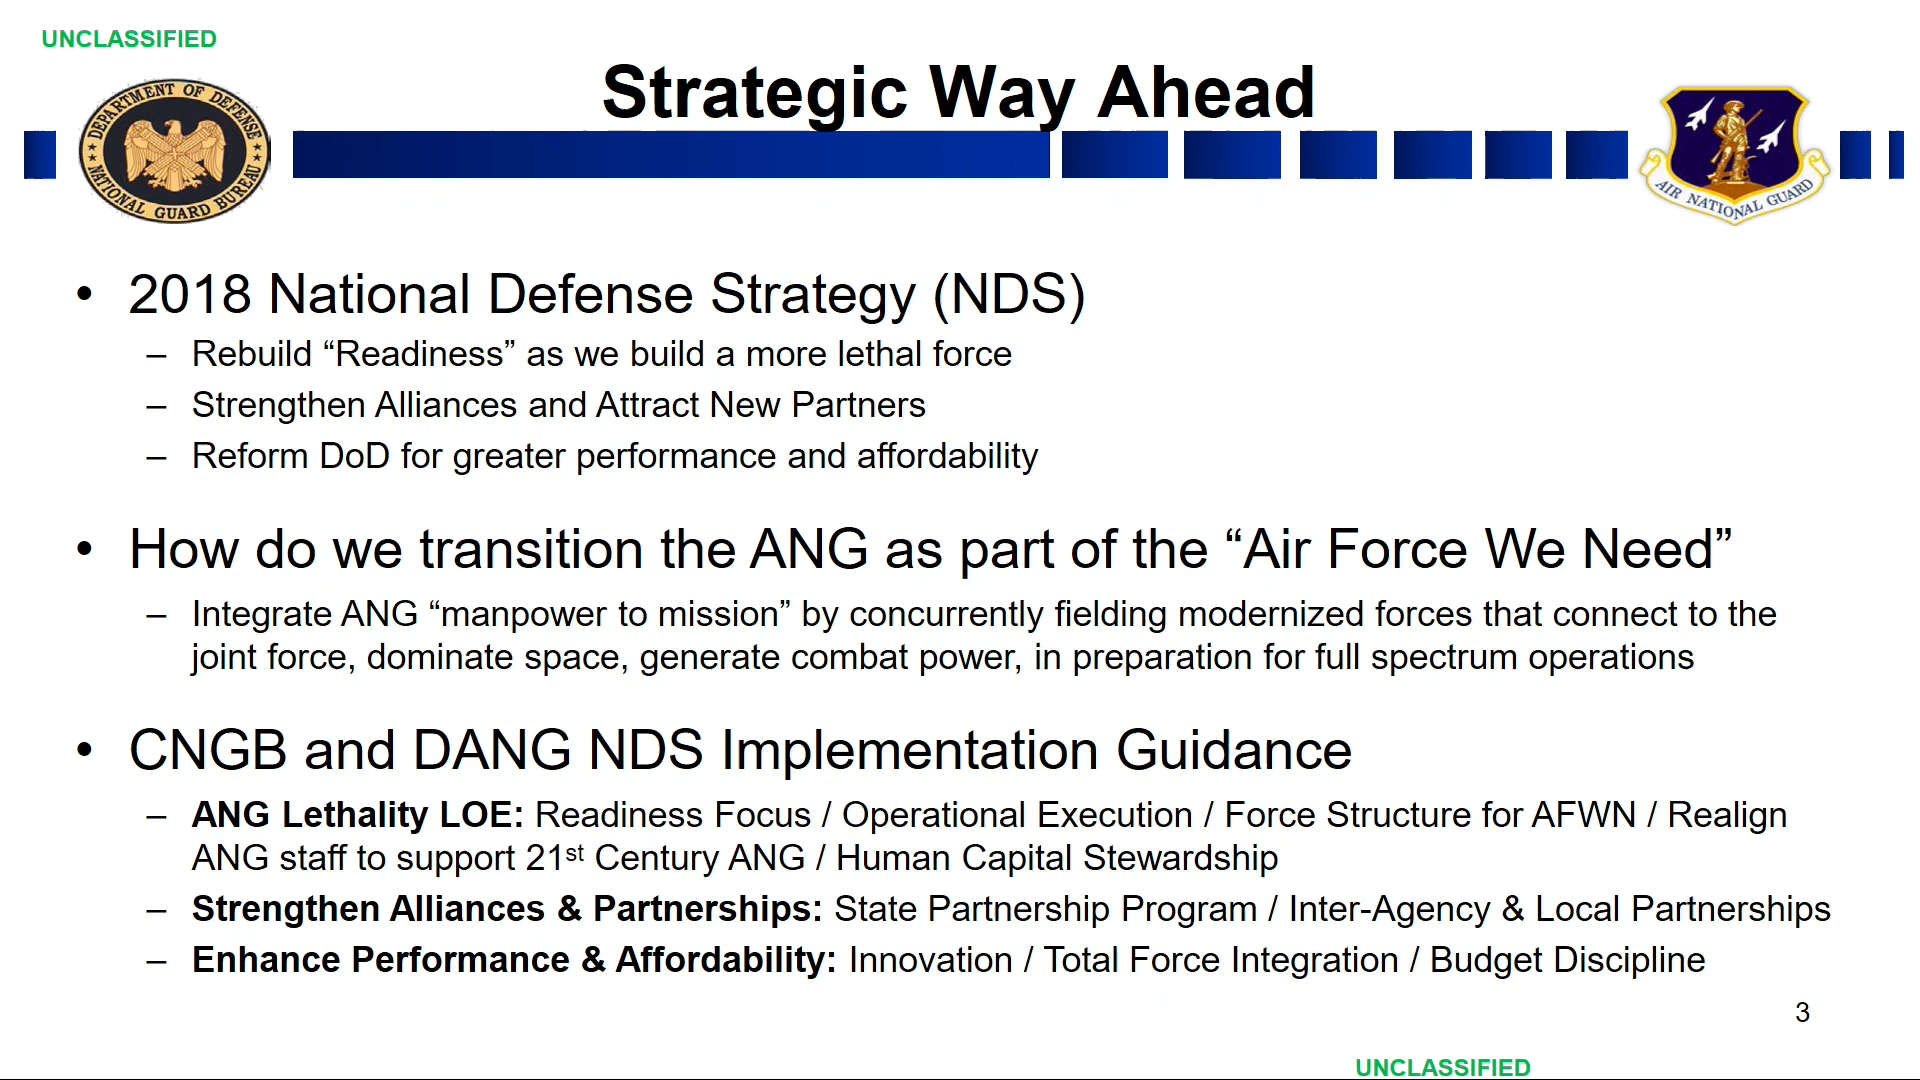 UNCLASSIFIED
Strategic Way Ahead
DEPARTMENT OF DEFENSE
NATIONAL GUARD BUREAU
AIR NATIONAL GUARD
• 2018 National Defense Strategy (NDS)
– Rebuild “Readiness” as we build a more lethal force
– Strengthen Alliances and Attract New Partners
– Reform DoD for greater performance and affordability
• How do we transition the ANG as part of the “Air Force We Need”
– Integrate ANG “manpower to mission” by concurrently fielding modernized forces that connect to the
joint force, dominate space, generate combat power, in preparation for full spectrum operations
• CNGB and DANG NDS Implementation Guidance
– ANG Lethality LOE: Readiness Focus / Operational Execution / Force Structure for AFWN / Realign
ANG staff to support 21st Century ANG / Human Capital Stewardship
– Strengthen Alliances & Partnerships: State Partnership Program / Inter-Agency & Local Partnerships
– Enhance Performance & Affordability: Innovation / Total Force Integration / Budget Discipline
3
UNCLASSIFIED